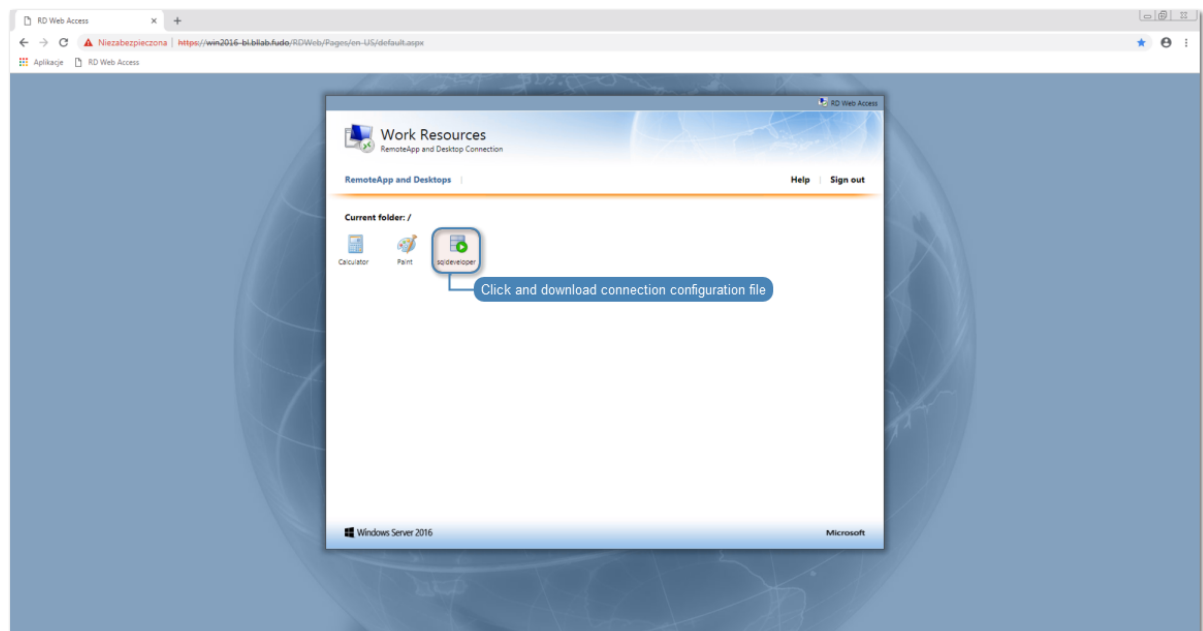 RD Web Access
Niezabezpieczona | https://win2016-bl.bllab.fudo/RDWeb/Pages/en-US/default.aspx
Aplikacje RD Web Access
RD Web Access
Work Resources
RemoteApp and Desktop Connection
RemoteApp and Desktops | Help | Sign out
Current folder: /
Calculator Paint sqldeveloper
Click and download connection configuration file
Windows Server 2016 Microsoft